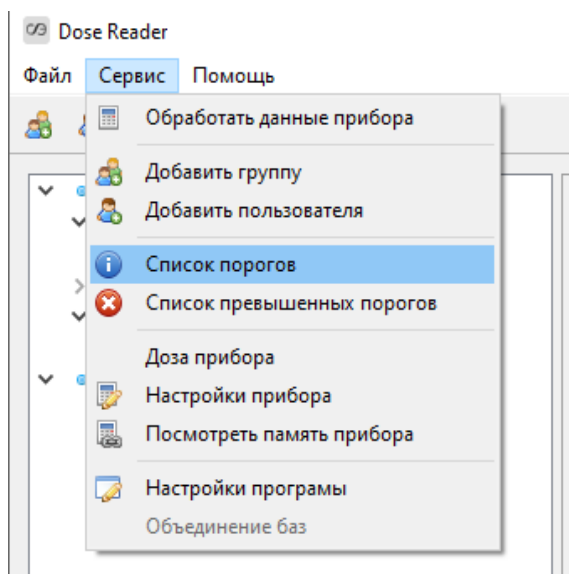 Dose Reader
Файл Сервис Помощь
Обработать данные прибора
Добавить группу
Добавить пользователя
Список порогов
Список превышенных порогов
Доза прибора
Настройки прибора
Посмотреть память прибора
Настройки програмы
Объединение баз